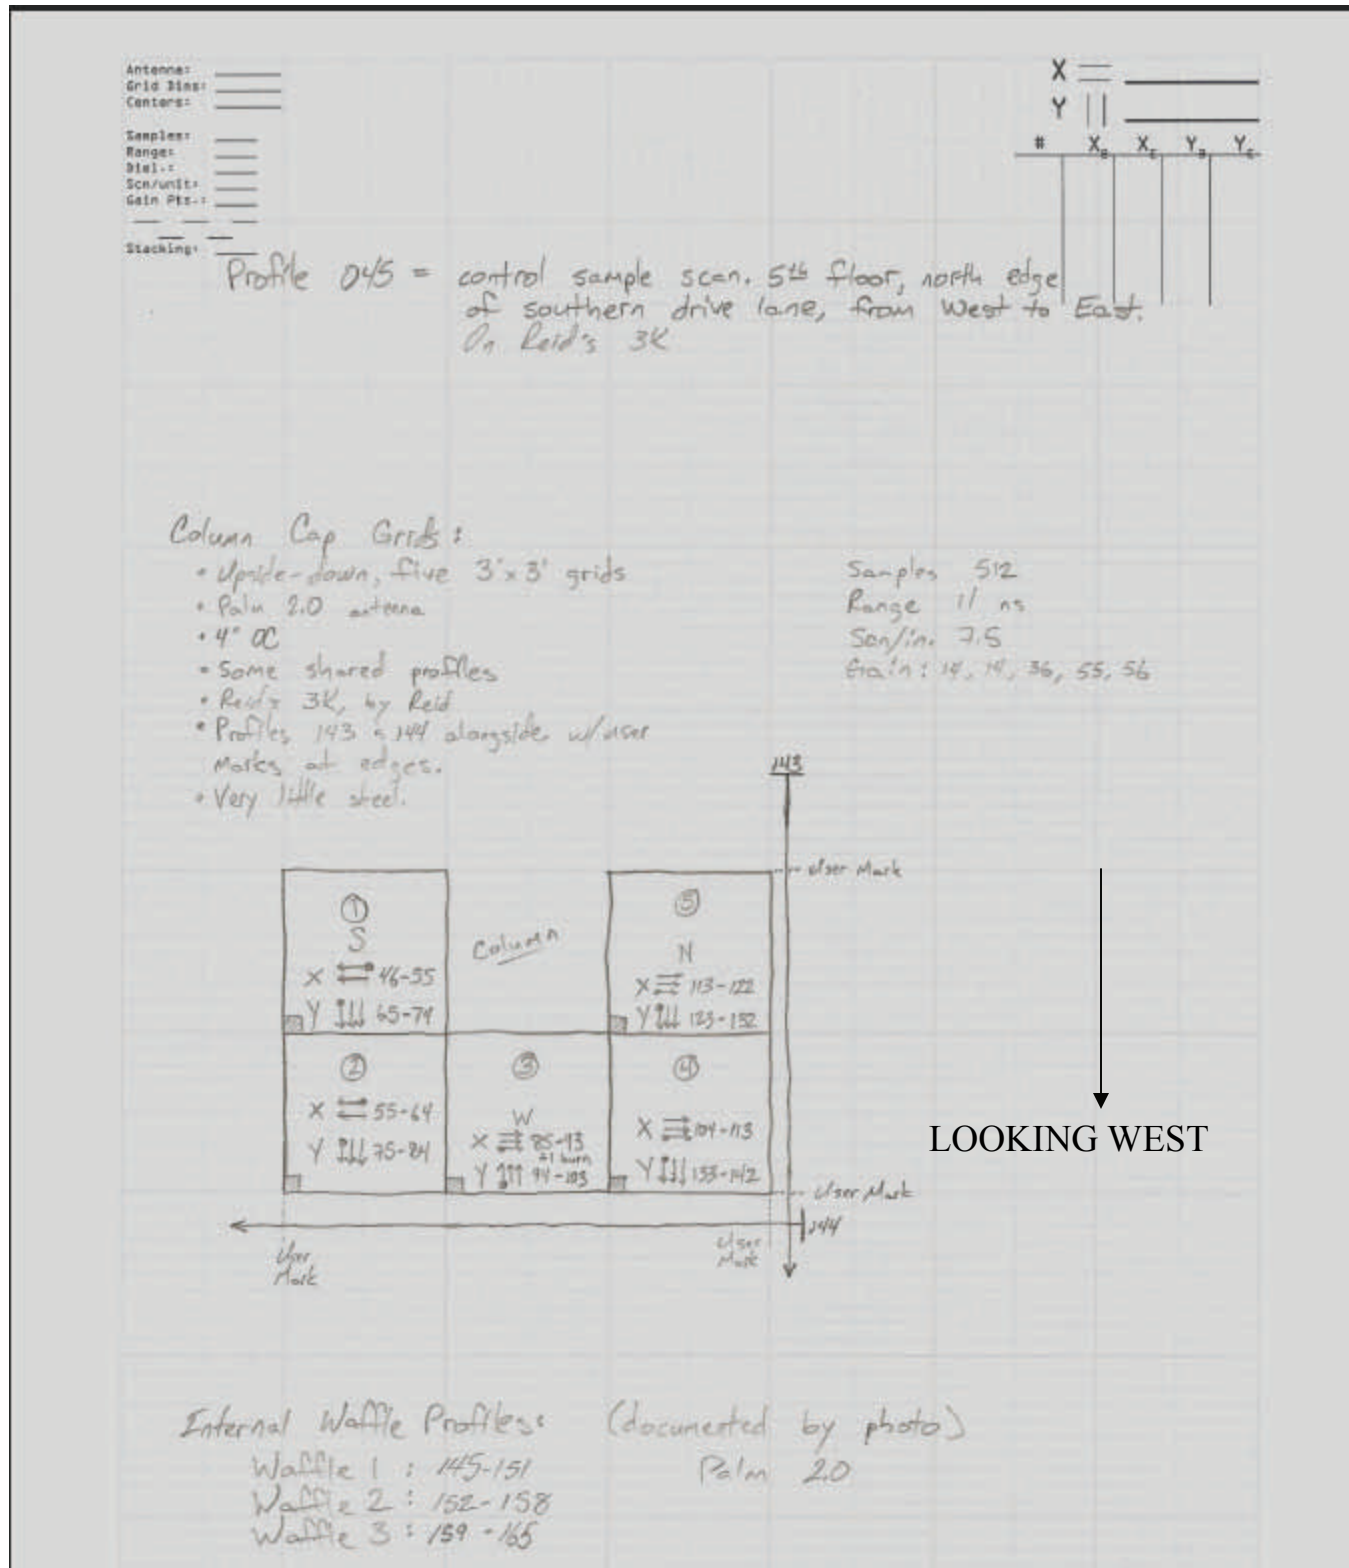 Antenna:
Grid Bins:
Centers:
Samples:
Range:
Diel.:
Scn/unit:
Gain Pts.:
Stacking:
X
Y
# X_B X_E Y_B Y_E
Profile 045 = control sample scan. 5th floor, north edge
of southern drive lane, from West to East.
On Reid's 3K
Column Cap Grids:
• Upside-down, five 3'x3' grids
• Palm 2.0 antenna
• 4" OC
• Some shared profiles
• Reid's 3K, by Reid
• Profiles 143 & 144 alongside w/user
marks at edges.
• Very little steel.
Samples 512
Range 11 ns
Scn/in. 7.5
Gain: 14, 14, 36, 55, 56
143
User Mark
① S
X 46-55
Y 65-74
Column
⑤
N
X 113-122
Y 123-132
②
X 55-64
Y 75-84
③
W
X 85-93
+1 burn
Y 94-103
④
X 104-113
Y 133-142
LOOKING WEST
User Mark
144
User
Mark
User
Mark
Internal Waffle Profiles: (documented by photo)
Waffle 1 : 145-151 Palm 2.0
Waffle 2 : 152-158
Waffle 3 : 159-165